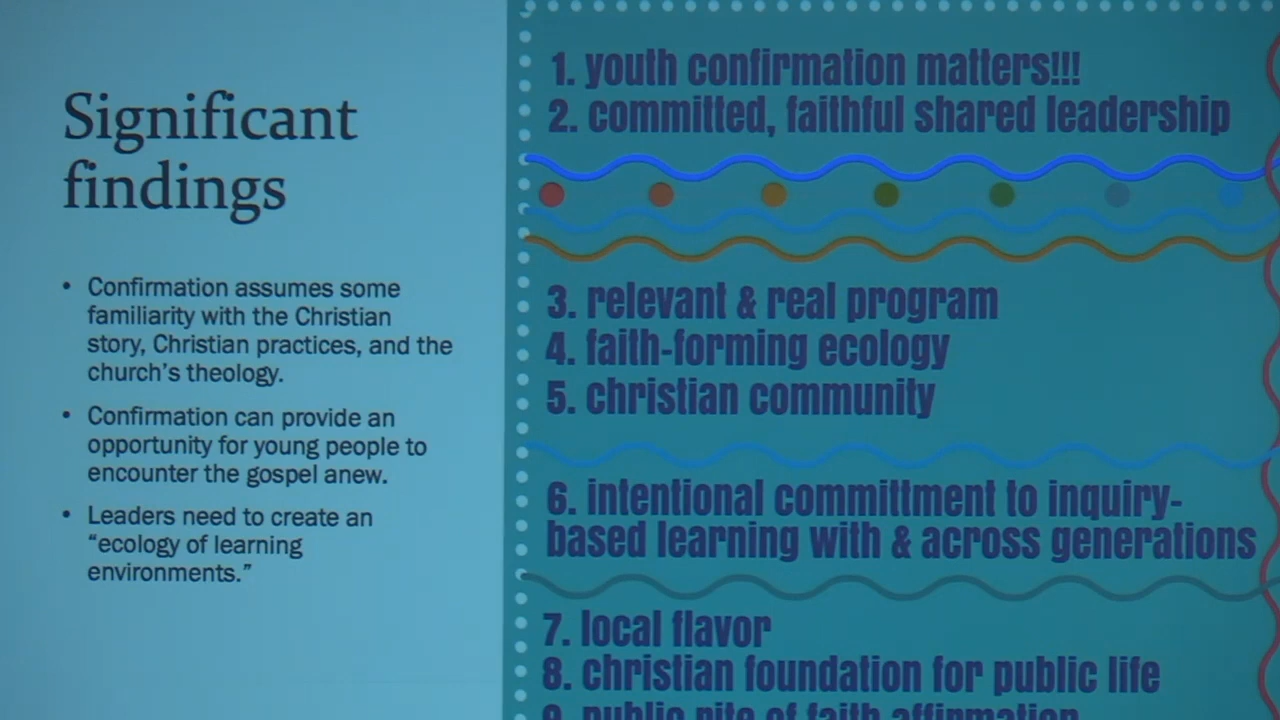 Significant
findings
• Confirmation assumes some
familiarity with the Christian
story, Christian practices, and the
church's theology.
• Confirmation can provide an
opportunity for young people to
encounter the gospel anew.
• Leaders need to create an
“ecology of learning
environments.”
1. youth confirmation matters!!!
2. committed, faithful shared leadership
3. relevant & real program
4. faith-forming ecology
5. christian community
6. intentional committment to inquiry-
based learning with & across generations
7. local flavor
8. christian foundation for public life
9. public rite of faith affirmation